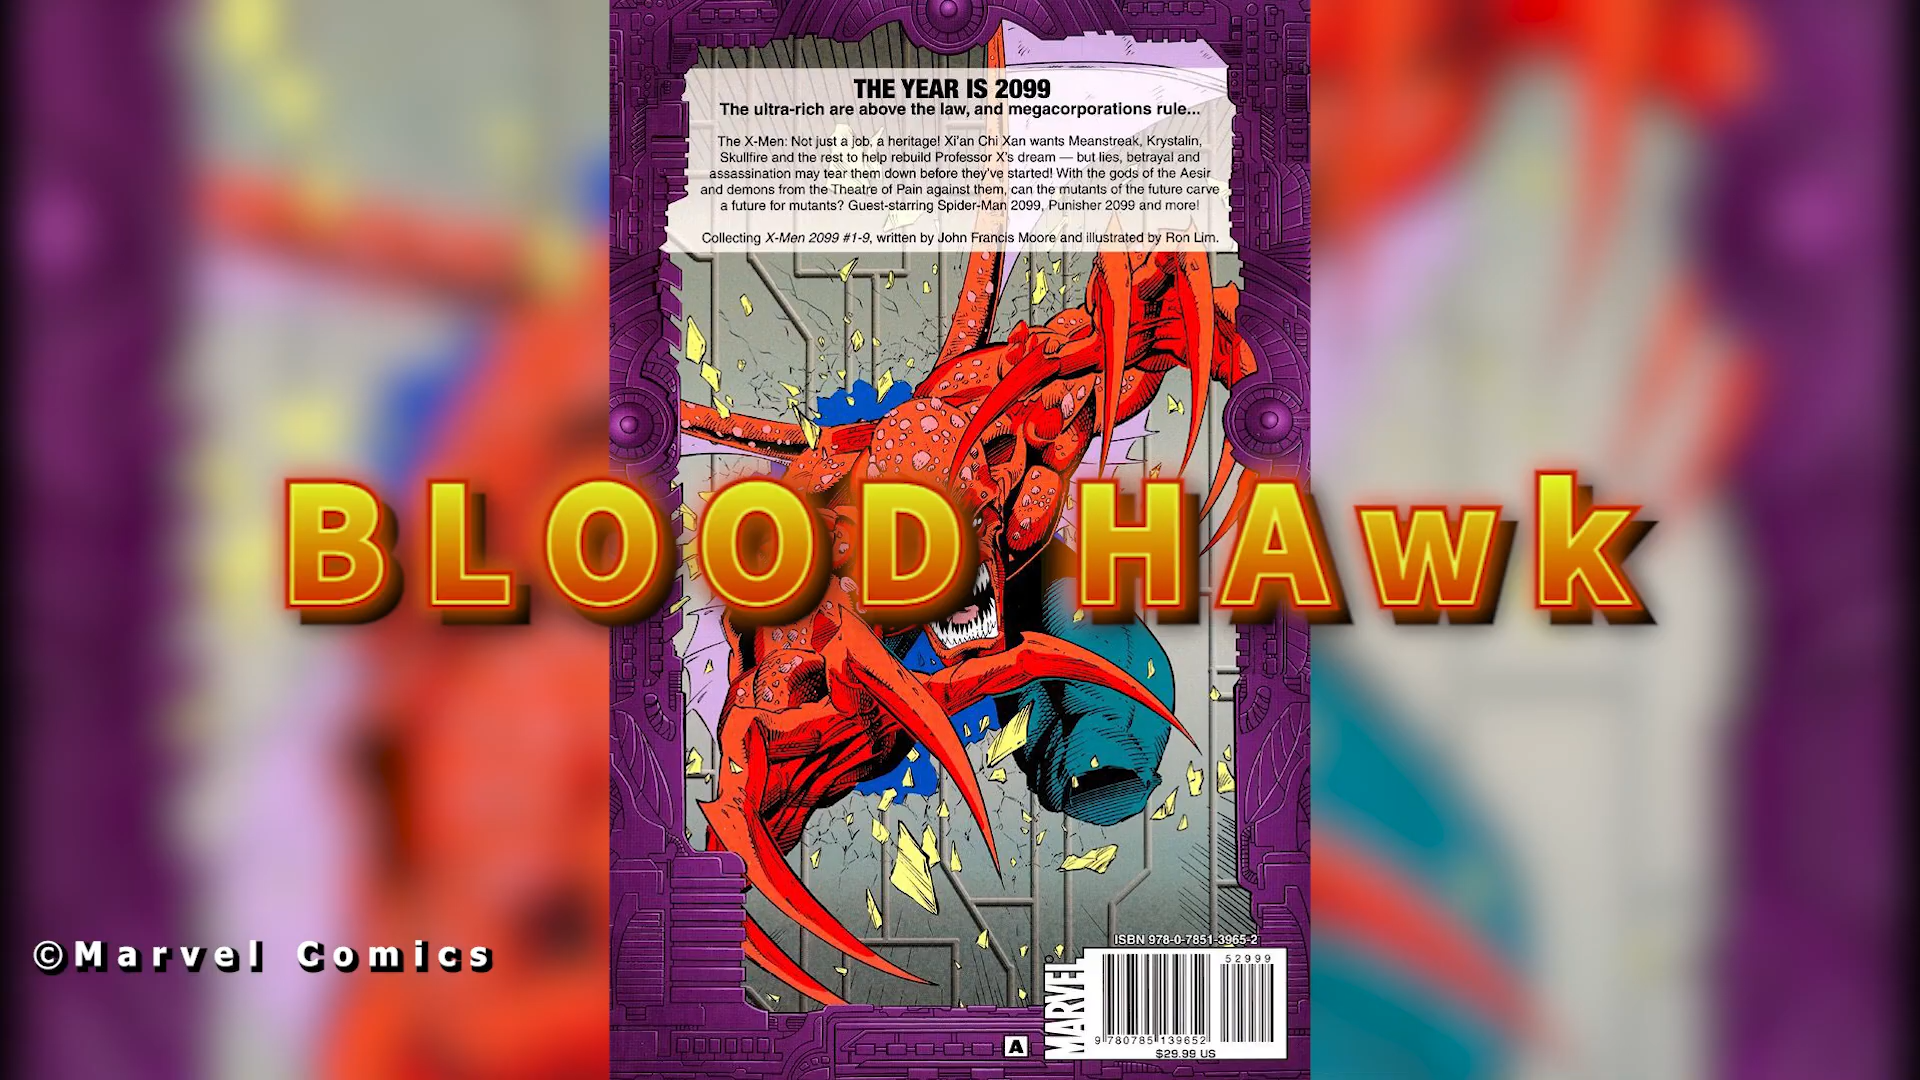 THE YEAR IS 2099
The ultra-rich are above the law, and megacorporations rule...
The X-Men: Not just a job, a heritage! Xi'an Chi Xan wants Meanstreak, Krystalin,
Skullfire and the rest to help rebuild Professor X's dream — but lies, betrayal and
assassination may tear them down before they've started! With the gods of the Aesir
and demons from the Theatre of Pain against them, can the mutants of the future carve
a future for mutants? Guest-starring Spider-Man 2099, Punisher 2099 and more!
Collecting X-Men 2099 #1-9, written by John Francis Moore and illustrated by Ron Lim.
BLOOD HAwk
©Marvel Comics
ISBN 978-0-7851-3965-2
52999
MARVEL
A
9 780785 139652
$29.99 US